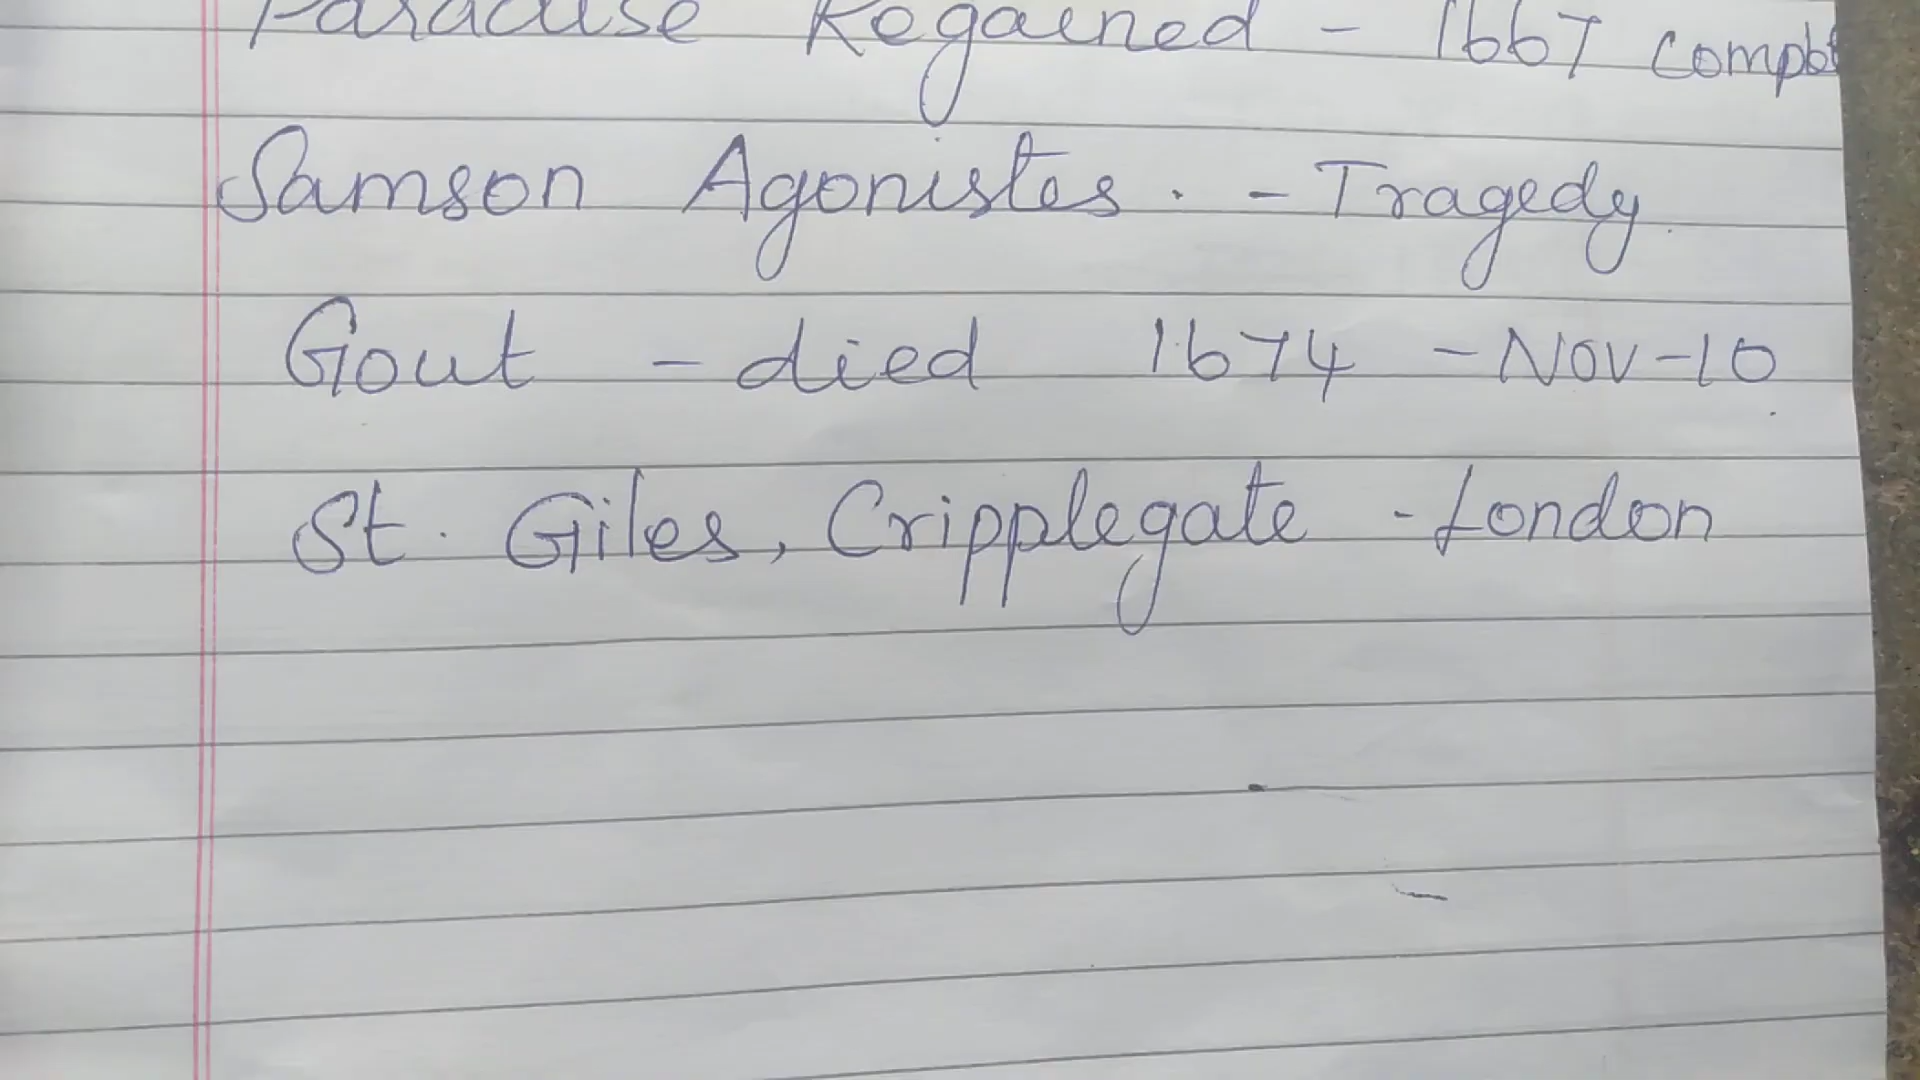 Paradise Regained - 1667
Samson Agonistes. - Tragedy
Gout - died 1674 - Nov-10
St. Giles, Cripplegate - London